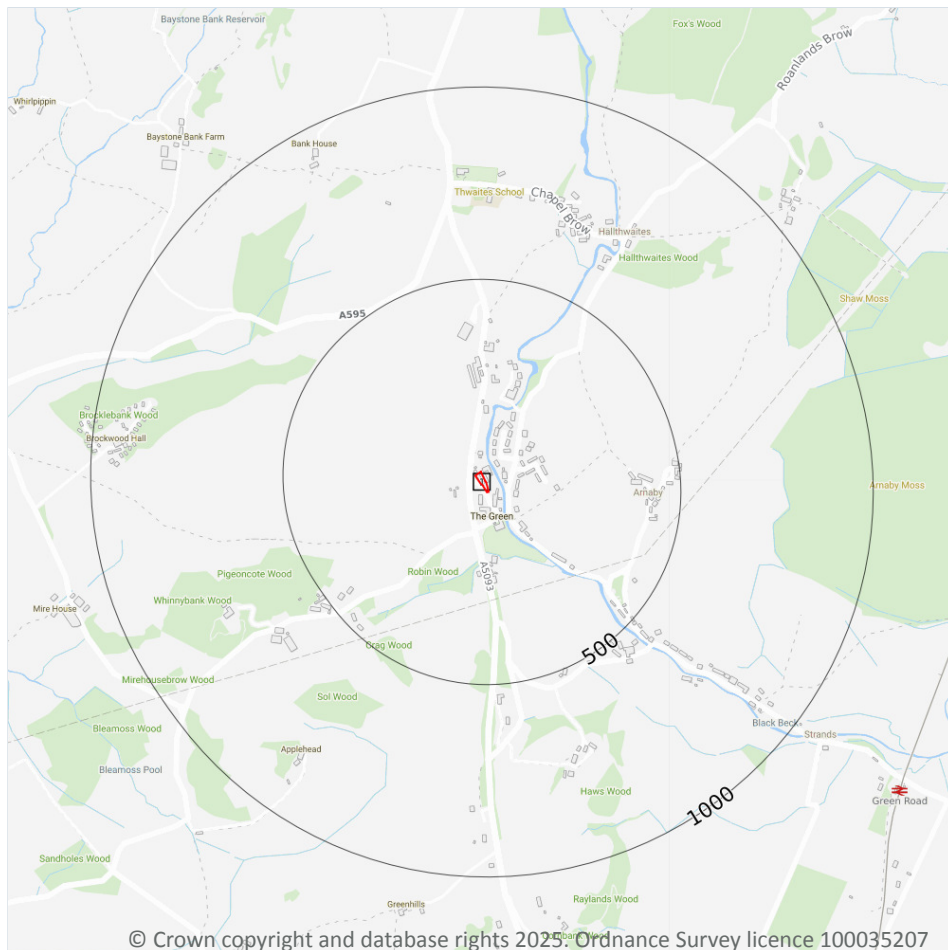 Baystone Bank Reservoir
Fox's Wood
Roanlands Brow
Whirlpippin
Baystone Bank Farm
Bank House
Thwaites School
Chapel Brow
Hallthwaites
Hallthwaites Wood
Shaw Moss
A595
Brocklebank Wood
Brockwood Hall
Arnaby
Arnaby Moss
The Green
A5093
Robin Wood
Pigeoncote Wood
Whinnybank Wood
Mire House
Crag Wood
500
Mirehousebrow Wood
Sol Wood
Bleamoss Wood
Black Beck
Strands
Applehead
Bleamoss Pool
Haws Wood
Green Road
1000
Sandholes Wood
Raylands Wood
Greenhills
© Crown copyright and database rights 2025. Ordnance Survey licence 100035207